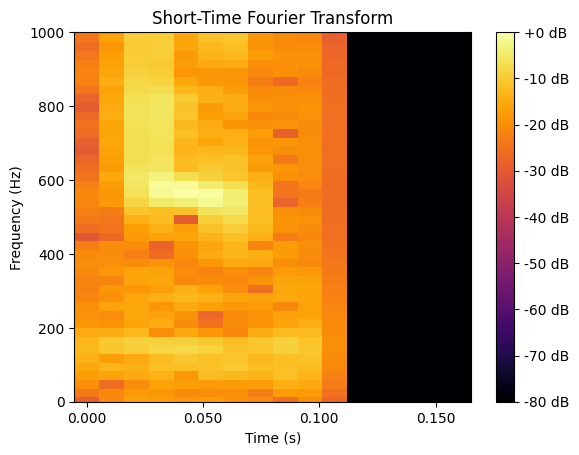 Short-Time Fourier Transform
Frequency (Hz)
1000
800
600
400
200
0
0.000
0.050
0.100
0.150
Time (s)
+0 dB
-10 dB
-20 dB
-30 dB
-40 dB
-50 dB
-60 dB
-70 dB
-80 dB